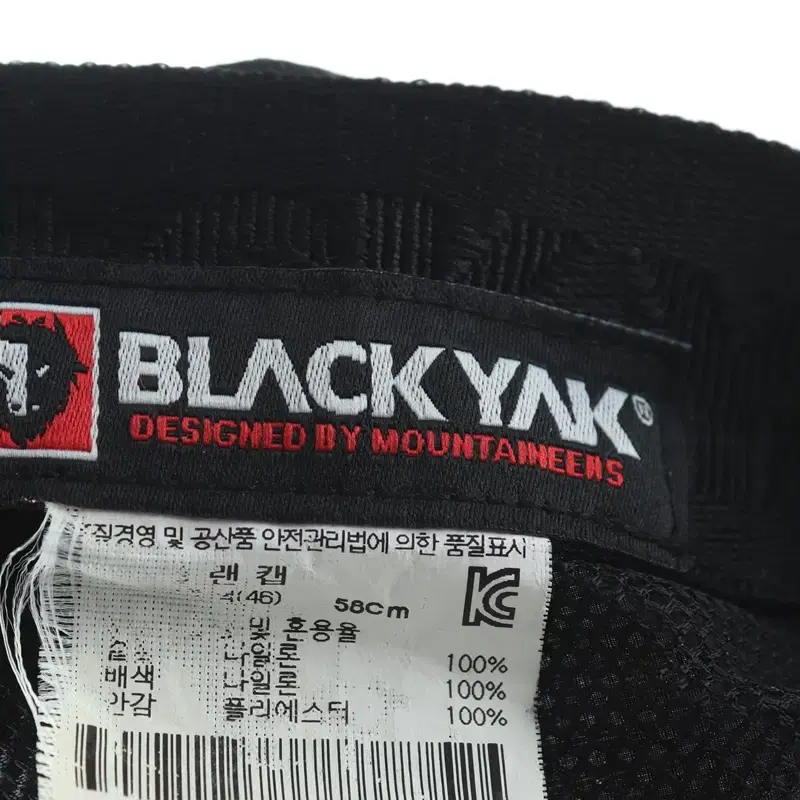 BLACKYAK®
DESIGNED BY MOUNTAINEERS
질경영 및 공산품 안전관리법에 의한 품질표시
캡
(46) 58Cm
및 혼용율
나일론 100%
배색 나일론 100%
안감 폴리에스터 100%